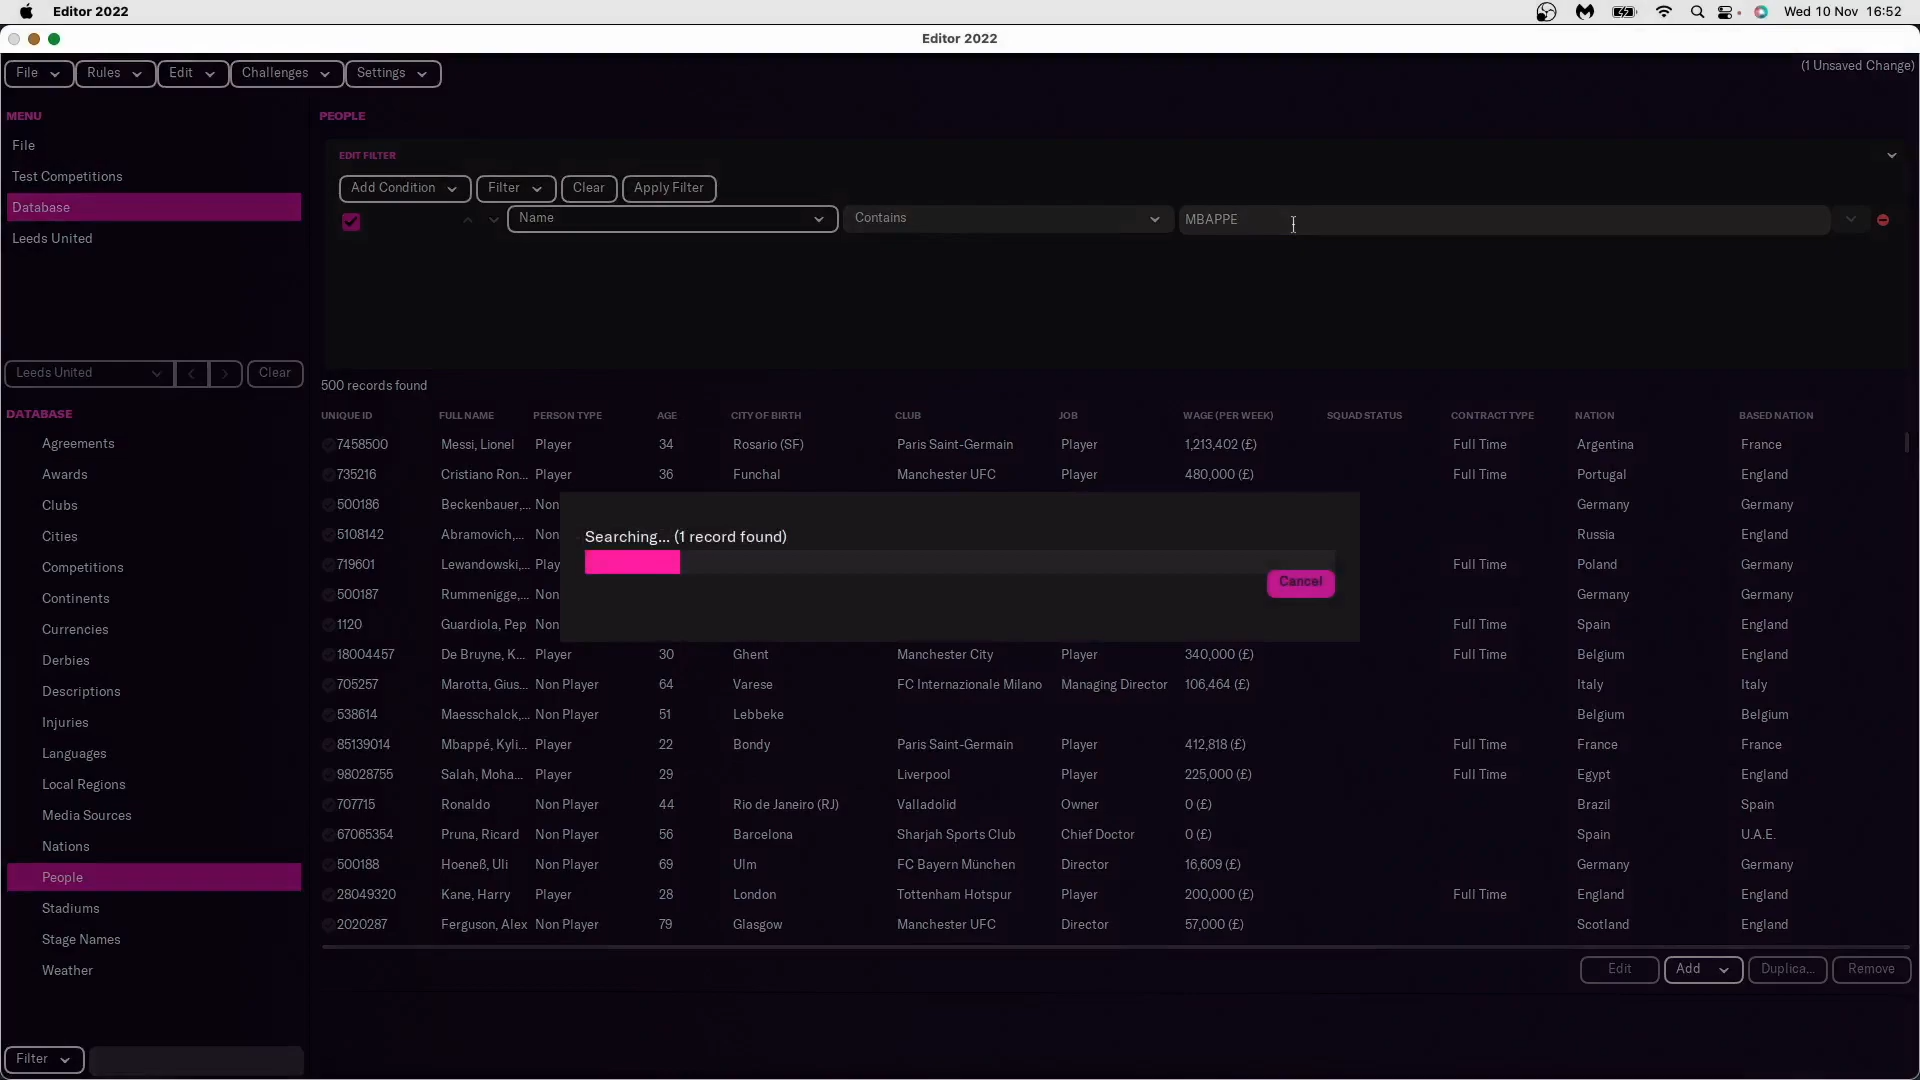 Editor 2022
Wed 10 Nov 16:52
Editor 2022
File Rules Edit Challenges Settings
(1 Unsaved Change)
MENU
File
Test Competitions
Database
Leeds United
Leeds United < > Clear
DATABASE
Agreements
Awards
Clubs
Cities
Competitions
Continents
Currencies
Derbies
Descriptions
Injuries
Languages
Local Regions
Media Sources
Nations
People
Stadiums
Stage Names
Weather
Filter
PEOPLE
EDIT FILTER
Add Condition Filter Clear Apply Filter
Name Contains MBAPPE
500 records found
UNIQUE ID FULL NAME PERSON TYPE AGE CITY OF BIRTH CLUB JOB WAGE (PER WEEK) SQUAD STATUS CONTRACT TYPE NATION BASED NATION
7458500 Messi, Lionel Player 34 Rosario (SF) Paris Saint-Germain Player 1,213,402 (£) Full Time Argentina France
735216 Cristiano Ron... Player 36 Funchal Manchester UFC Player 480,000 (£) Full Time Portugal England
500186 Beckenbauer,... Non Germany Germany
5108142 Abramovich,... Non Russia England
719601 Lewandowski,... Play Full Time Poland Germany
500187 Rummenigge,... Non Germany Germany
1120 Guardiola, Pep Non Full Time Spain England
18004457 De Bruyne, K... Player 30 Ghent Manchester City Player 340,000 (£) Full Time Belgium England
705257 Marotta, Gius... Non Player 64 Varese FC Internazionale Milano Managing Director 106,464 (£) Italy Italy
538614 Maesschalck,... Non Player 51 Lebbeke Belgium Belgium
85139014 Mbappé, Kyli... Player 22 Bondy Paris Saint-Germain Player 412,818 (£) Full Time France France
98028755 Salah, Moha... Player 29 Liverpool Player 225,000 (£) Full Time Egypt England
707715 Ronaldo Non Player 44 Rio de Janeiro (RJ) Valladolid Owner 0 (£) Brazil Spain
67065354 Pruna, Ricard Non Player 56 Barcelona Sharjah Sports Club Chief Doctor 0 (£) Spain U.A.E.
500188 Hoeneß, Uli Non Player 69 Ulm FC Bayern München Director 16,609 (£) Germany Germany
28049320 Kane, Harry Player 28 London Tottenham Hotspur Player 200,000 (£) Full Time England England
2020287 Ferguson, Alex Non Player 79 Glasgow Manchester UFC Director 57,000 (£) Scotland England
Searching... (1 record found)
Cancel
Edit Add Duplica... Remove